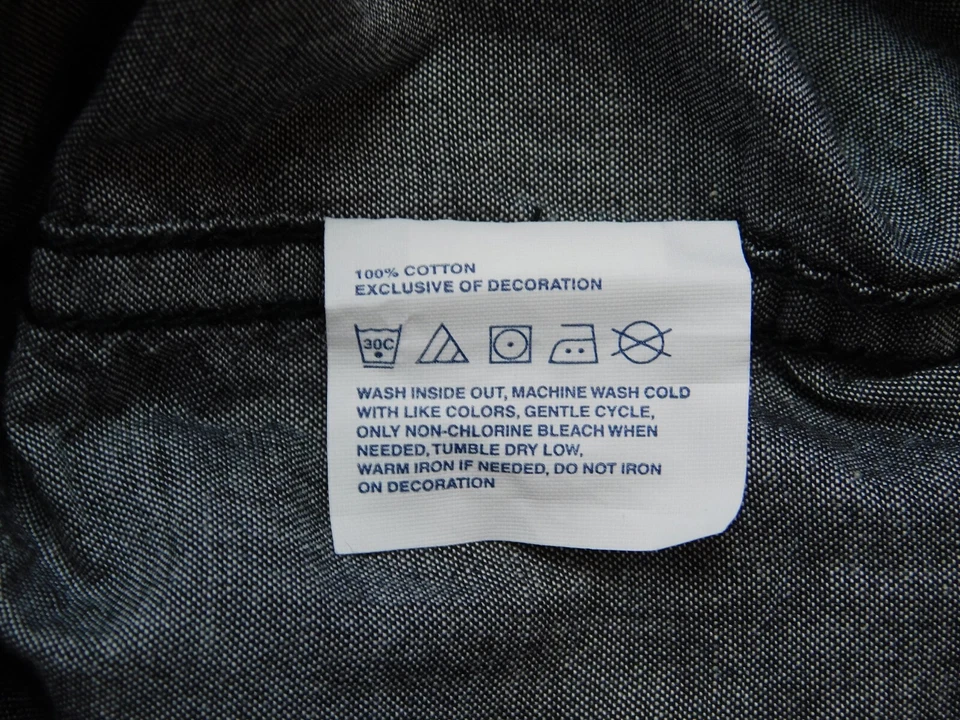 100% COTTON
EXCLUSIVE OF DECORATION
30C
WASH INSIDE OUT, MACHINE WASH COLD
WITH LIKE COLORS, GENTLE CYCLE,
ONLY NON-CHLORINE BLEACH WHEN
NEEDED, TUMBLE DRY LOW,
WARM IRON IF NEEDED, DO NOT IRON
ON DECORATION